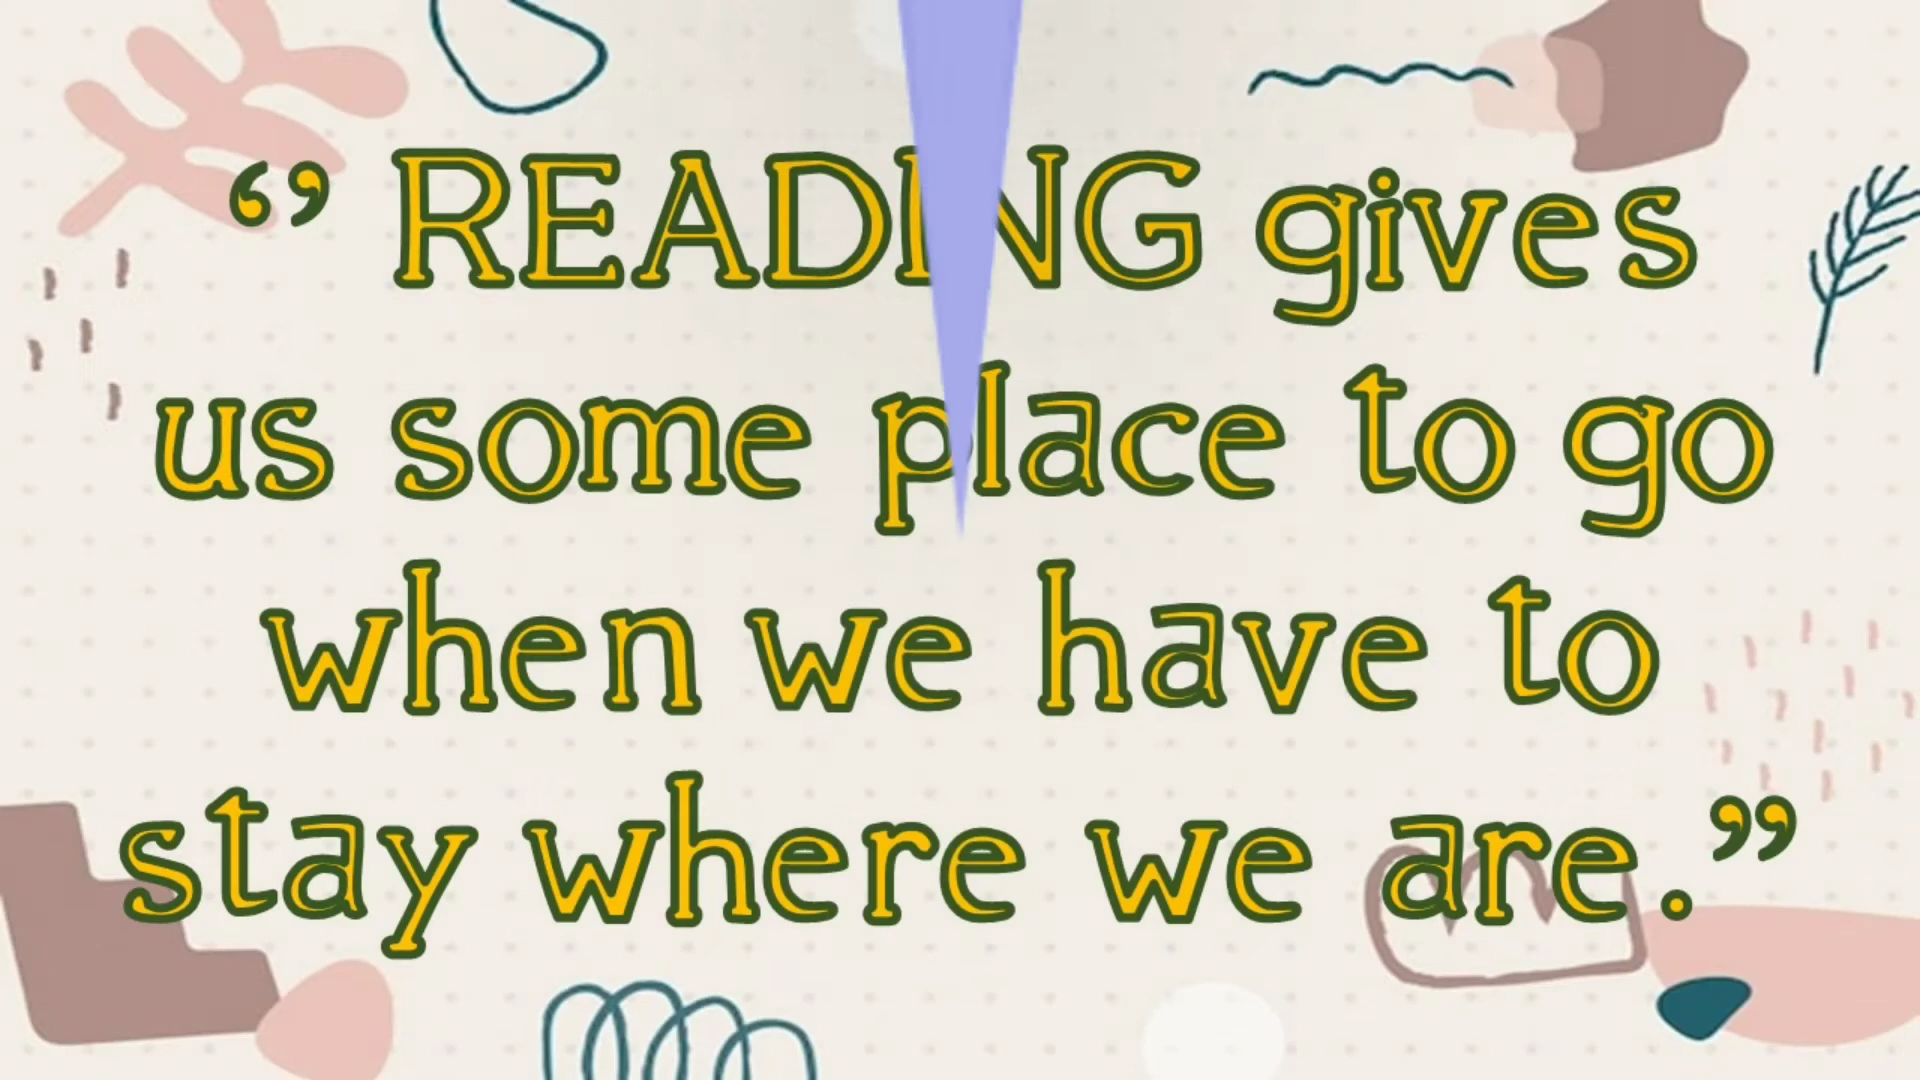 ‘’ READING gives
us some place to go
when we have to
stay where we are.”